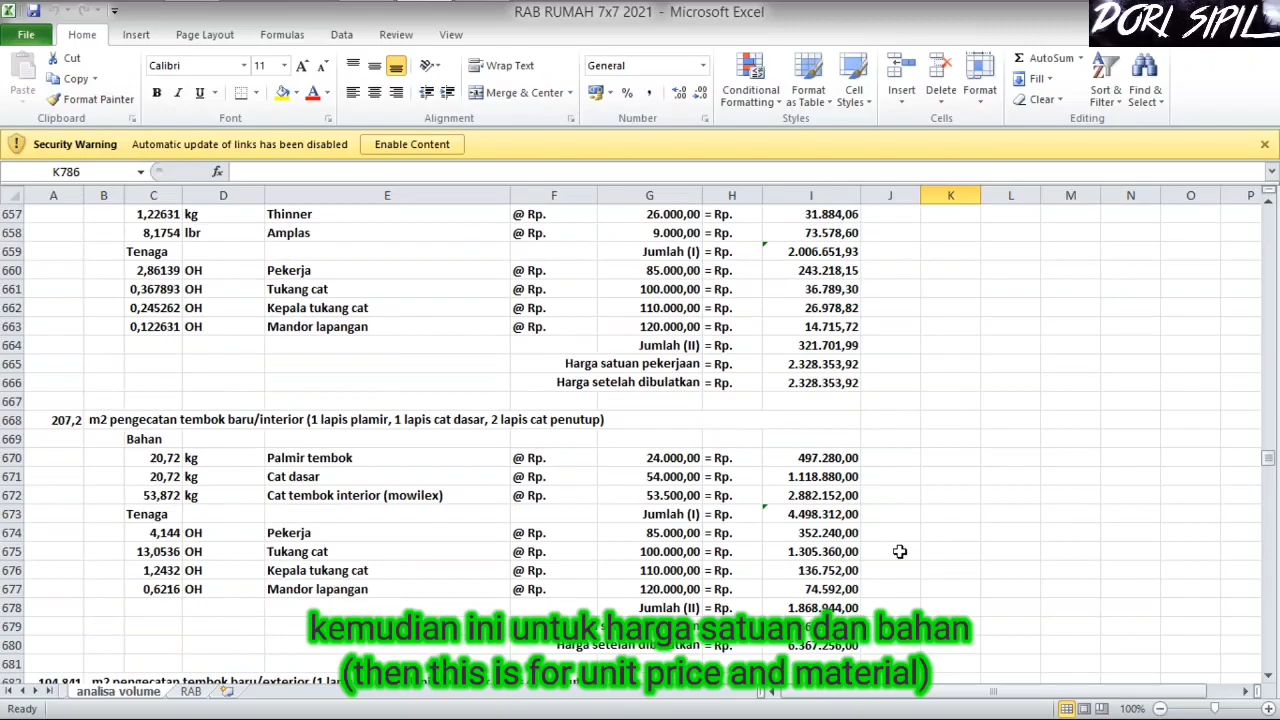 RAB RUMAH 7x7 2021 - Microsoft Excel
DORI SIPIL
File Home Insert Page Layout Formulas Data Review View
Paste Cut Copy Format Painter Clipboard
Calibri 11 B I U A Font
Wrap Text Merge & Center Alignment
General % , Number
Conditional Formatting Format as Table Cell Styles Styles
Insert Delete Format Cells
AutoSum Fill Clear Sort & Filter Find & Select Editing
Security Warning Automatic update of links has been disabled Enable Content
K786 fx
A B C D E F G H I J K L M N O P
657 1,22631 kg Thinner @ Rp. 26.000,00 = Rp. 31.884,06
658 8,1754 lbr Amplas @ Rp. 9.000,00 = Rp. 73.578,60
659 Tenaga Jumlah (I) = Rp. 2.006.651,93
660 2,86139 OH Pekerja @ Rp. 85.000,00 = Rp. 243.218,15
661 0,367893 OH Tukang cat @ Rp. 100.000,00 = Rp. 36.789,30
662 0,245262 OH Kepala tukang cat @ Rp. 110.000,00 = Rp. 26.978,82
663 0,122631 OH Mandor lapangan @ Rp. 120.000,00 = Rp. 14.715,72
664 Jumlah (II) = Rp. 321.701,99
665 Harga satuan pekerjaan = Rp. 2.328.353,92
666 Harga setelah dibulatkan = Rp. 2.328.353,92
667
668 207,2 m2 pengecatan tembok baru/interior (1 lapis plamir, 1 lapis cat dasar, 2 lapis cat penutup)
669 Bahan
670 20,72 kg Palmir tembok @ Rp. 24.000,00 = Rp. 497.280,00
671 20,72 kg Cat dasar @ Rp. 54.000,00 = Rp. 1.118.880,00
672 53,872 kg Cat tembok interior (mowilex) @ Rp. 53.500,00 = Rp. 2.882.152,00
673 Tenaga Jumlah (I) = Rp. 4.498.312,00
674 4,144 OH Pekerja @ Rp. 85.000,00 = Rp. 352.240,00
675 13,0536 OH Tukang cat @ Rp. 100.000,00 = Rp. 1.305.360,00
676 1,2432 OH Kepala tukang cat @ Rp. 110.000,00 = Rp. 136.752,00
677 0,6216 OH Mandor lapangan @ Rp. 120.000,00 = Rp. 74.592,00
678 Jumlah (II) = Rp. 1.868.944,00
679
kemudian ini untuk harga satuan dan bahan
680 Harga setelah dibulatkan = Rp. 6.367.256,00
681
(then this is for unit price and material)
analisa volume RAB
Ready 100%